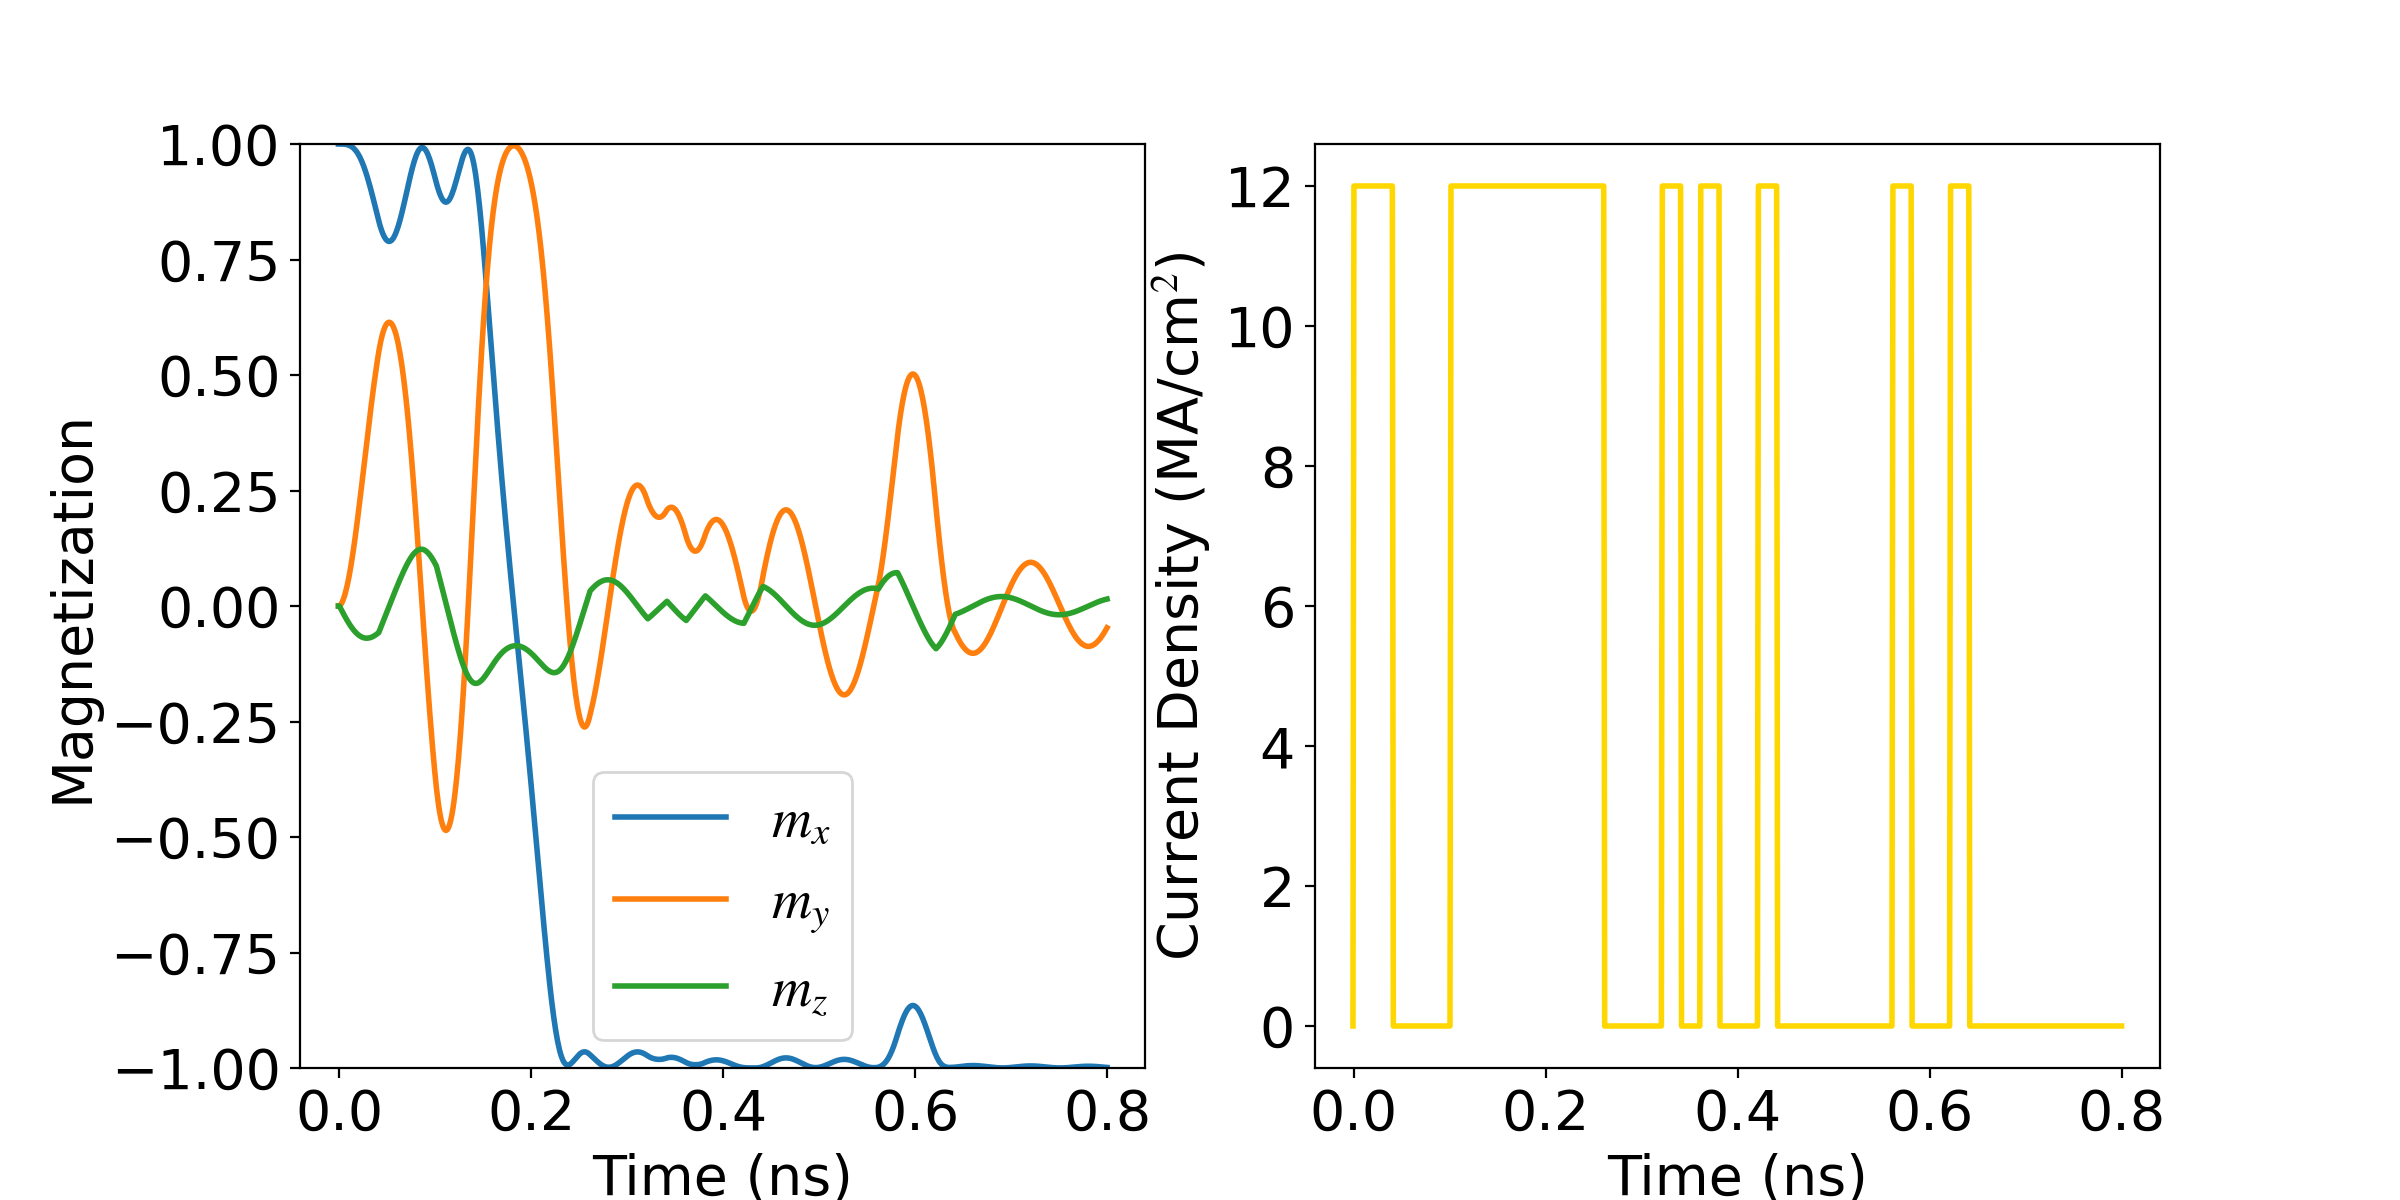 Magnetization
1.00
0.75
0.50
0.25
0.00
−0.25
−0.50
−0.75
−1.00
0.0 0.2 0.4 0.6 0.8
Time (ns)
m_x
m_y
m_z
Current Density (MA/cm²)
12
10
8
6
4
2
0
0.0 0.2 0.4 0.6 0.8
Time (ns)